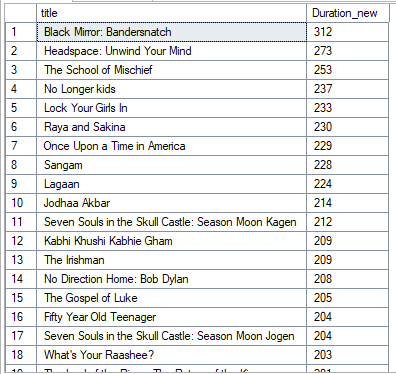 title Duration_new
1 Black Mirror: Bandersnatch 312
2 Headspace: Unwind Your Mind 273
3 The School of Mischief 253
4 No Longer kids 237
5 Lock Your Girls In 233
6 Raya and Sakina 230
7 Once Upon a Time in America 229
8 Sangam 228
9 Lagaan 224
10 Jodhaa Akbar 214
11 Seven Souls in the Skull Castle: Season Moon Kagen 212
12 Kabhi Khushi Kabhie Gham 209
13 The Irishman 209
14 No Direction Home: Bob Dylan 208
15 The Gospel of Luke 205
16 Fifty Year Old Teenager 204
17 Seven Souls in the Skull Castle: Season Moon Jogen 204
18 What's Your Raashee? 203